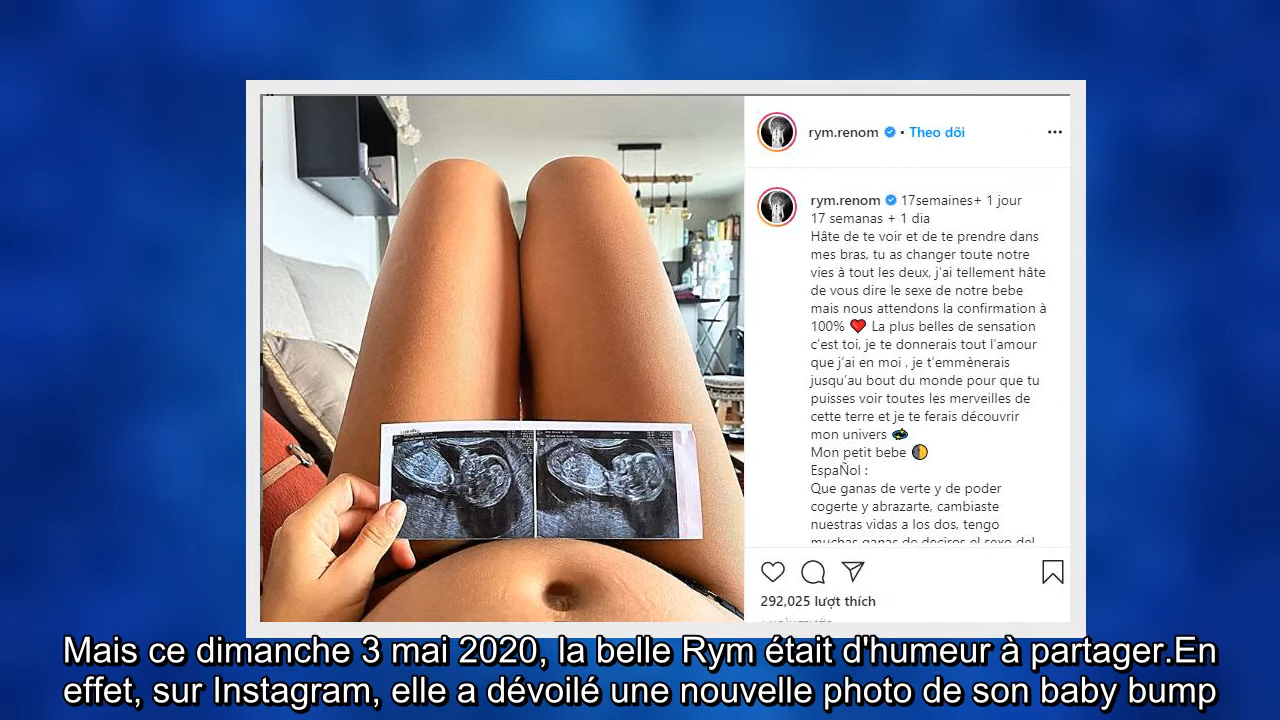 rym.renom • Theo dõi
rym.renom 17semaines+ 1 jour
17 semanas + 1 dia
Hâte de te voir et de te prendre dans
mes bras, tu as changer toute notre
vies à tout les deux, j'ai tellement hâte
de vous dire le sexe de notre bebe
mais nous attendons la confirmation à
100% ❤️ La plus belles de sensation
c'est toi, je te donnerais tout l'amour
que j'ai en moi , je t'emmènerais
jusqu'au bout du monde pour que tu
puisses voir toutes les merveilles de
cette terre et je te ferais découvrir
mon univers
Mon petit bebe 🌗
EspaÑol :
Que ganas de verte y de poder
cogerte y abrazarte, cambiaste
nuestras vidas a los dos, tengo
muchas ganas de deciros el sexo del
292,025 lượt thích
Mais ce dimanche 3 mai 2020, la belle Rym était d'humeur à partager.En
effet, sur Instagram, elle a dévoilé une nouvelle photo de son baby bump